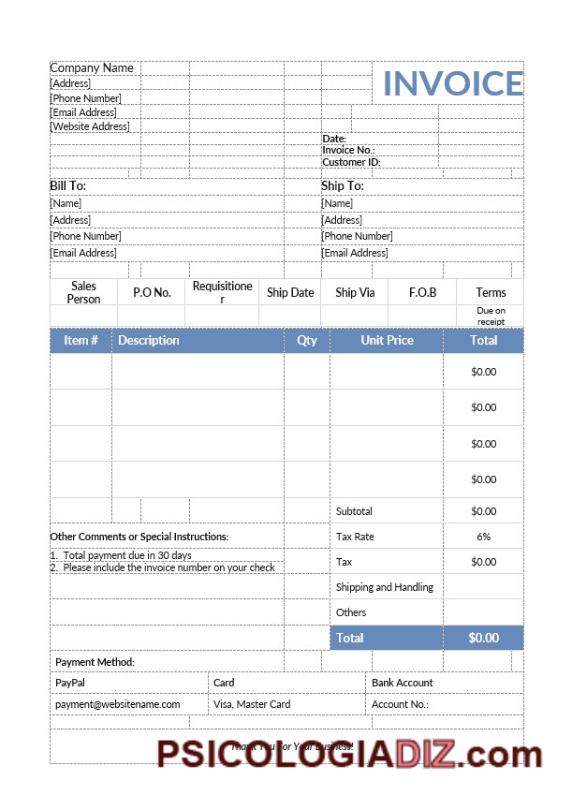 Company Name
INVOICE
[Address]
[Phone Number]
[Email Address]
[Website Address]
Date:
Invoice No.:
Customer ID:
Bill To:
Ship To:
[Name]
[Name]
[Address]
[Address]
[Phone Number]
[Phone Number]
[Email Address]
[Email Address]
Sales Person P.O No. Requisitioner Ship Date Ship Via F.O.B Terms
Due on receipt
Item # Description Qty Unit Price Total
$0.00
$0.00
$0.00
$0.00
Subtotal $0.00
Other Comments or Special Instructions:
Tax Rate 6%
1. Total payment due in 30 days
2. Please include the invoice number on your check
Tax $0.00
Shipping and Handling
Others
Total $0.00
Payment Method:
PayPal Card Bank Account
payment@websitename.com Visa, Master Card Account No.:
Thank You For Your Business!
PSICOLOGIADIZ.com